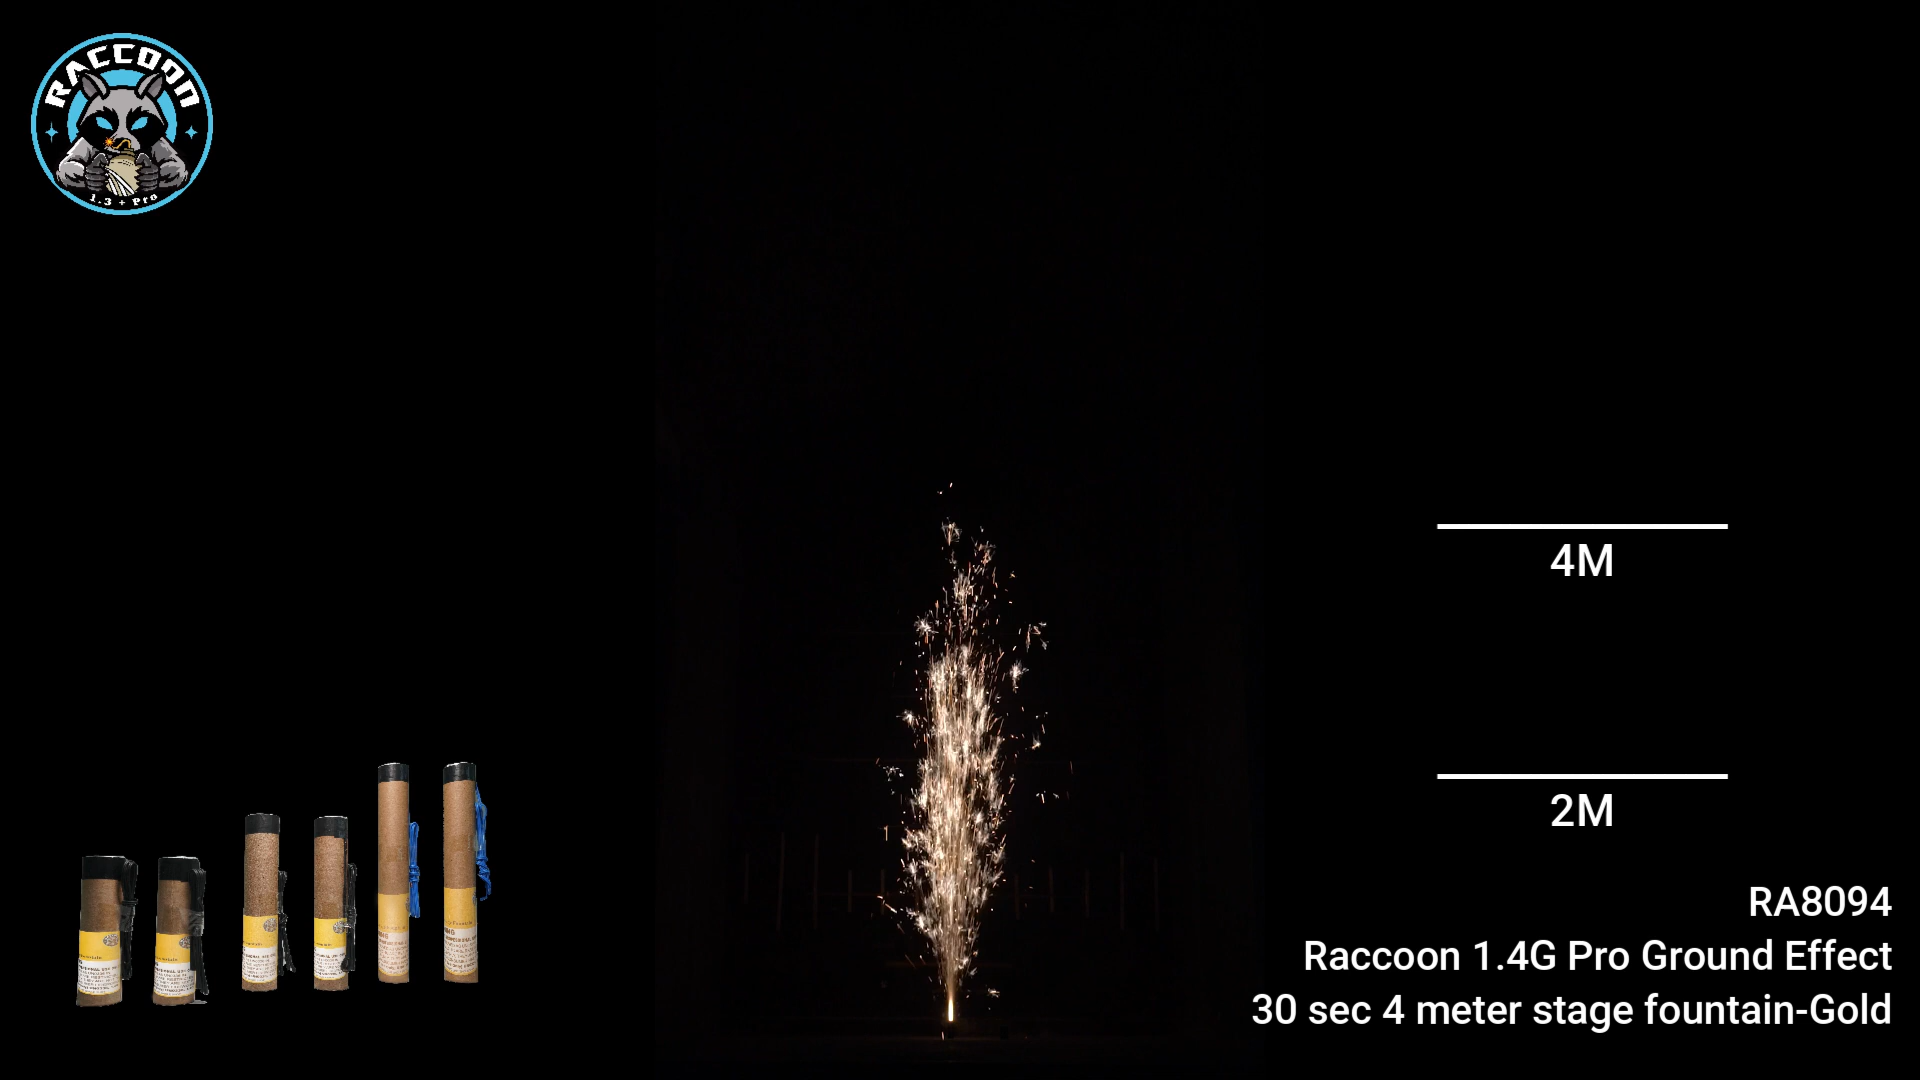 RACCOON
1.3 + Pro
4M
2M
RA8094
Raccoon 1.4G Pro Ground Effect
30 sec 4 meter stage fountain-Gold